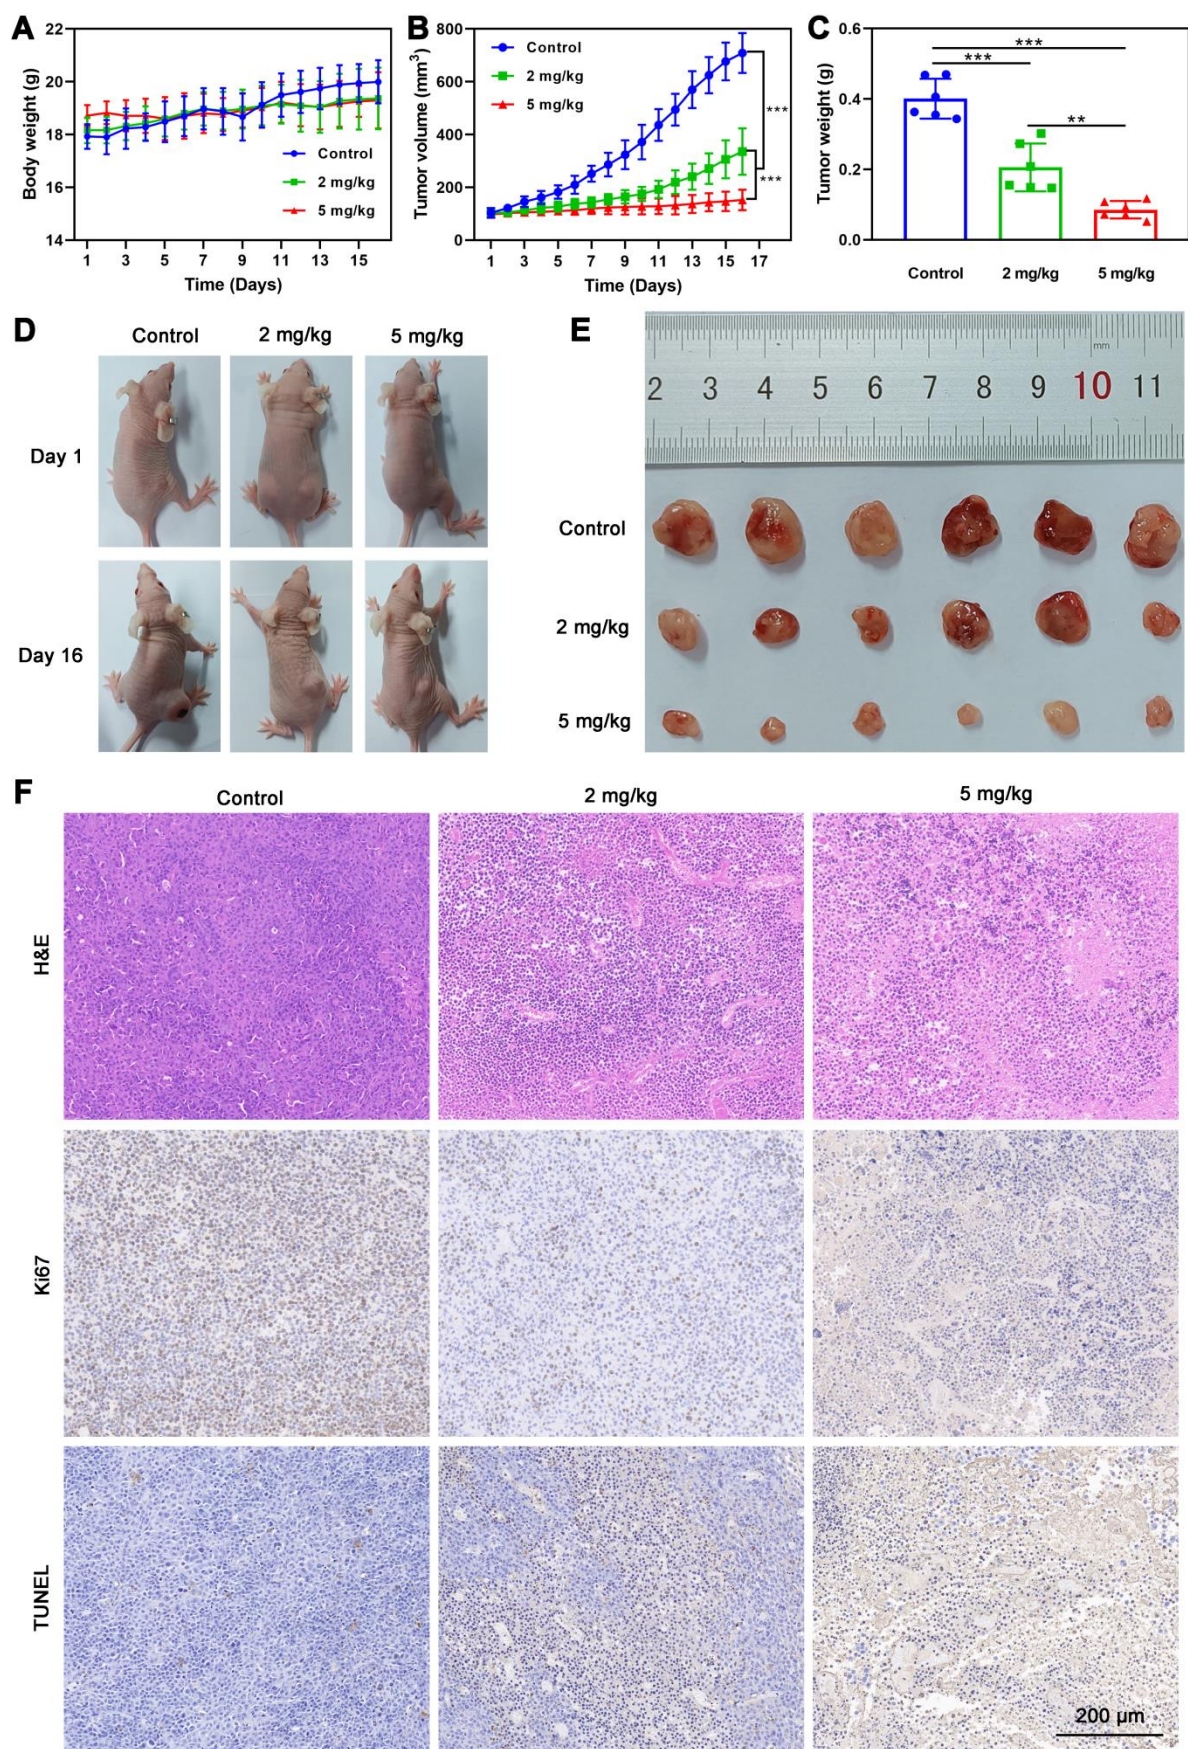 A
Body weight (g)
22
20
18
16
14
Control
2 mg/kg
5 mg/kg
1 3 5 7 9 11 13 15
Time (Days)
B
Tumor volume (mm³)
800
600
400
200
0
Control
2 mg/kg
5 mg/kg
***
***
1 3 5 7 9 11 13 15 17
Time (Days)
C
Tumor weight (g)
0.6
0.4
0.2
0.0
***
***
**
Control 2 mg/kg 5 mg/kg
D
Control 2 mg/kg 5 mg/kg
Day 1
Day 16
E
mm
2 3 4 5 6 7 8 9 10 11
Control
2 mg/kg
5 mg/kg
F
Control 2 mg/kg 5 mg/kg
H&E
Ki67
TUNEL
200 μm